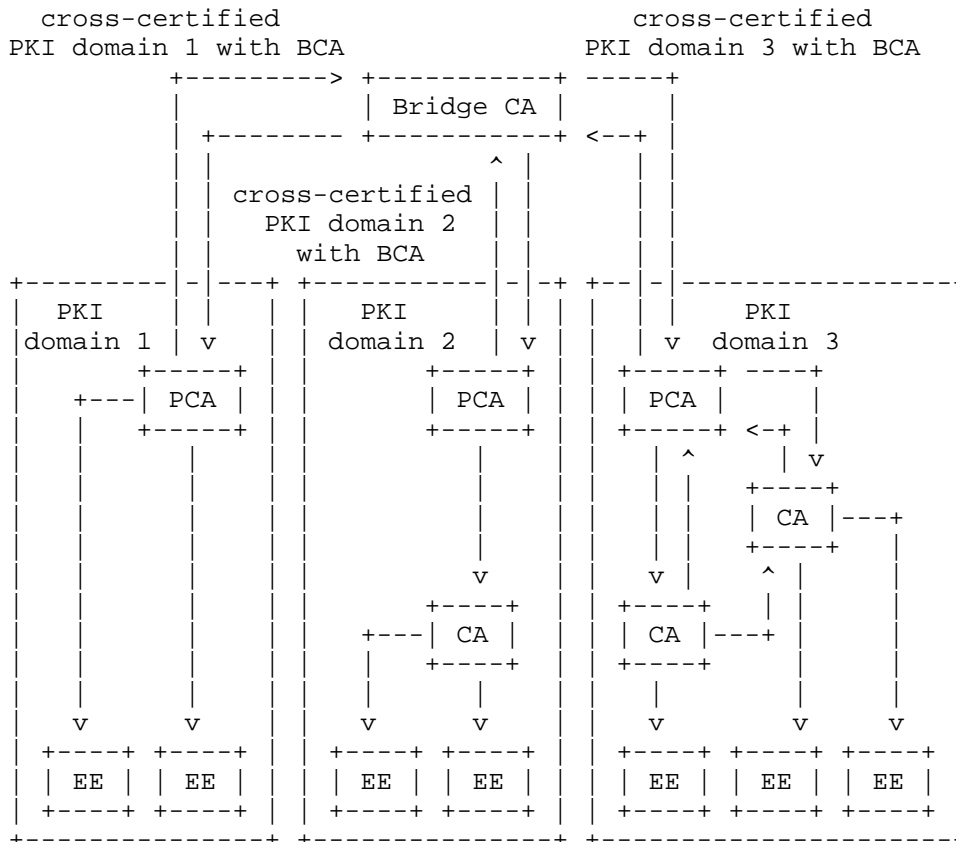 cross-certified cross-certified
PKI domain 1 with BCA PKI domain 3 with BCA
Bridge CA
cross-certified
PKI domain 2
with BCA
PKI PKI PKI
domain 1 domain 2 domain 3
PCA PCA PCA
CA
CA CA
EE EE EE EE EE EE EE